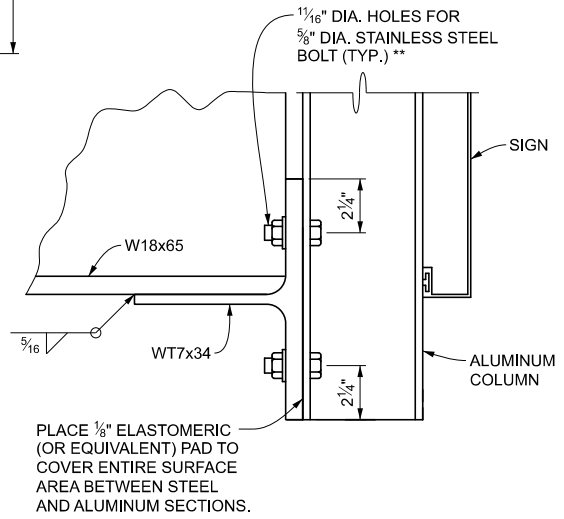 11/16" DIA. HOLES FOR
5/8" DIA. STAINLESS STEEL
BOLT (TYP.) **
SIGN
2 1/4"
W18x65
5/16
WT7x34
2 1/4"
ALUMINUM
COLUMN
PLACE 1/8" ELASTOMERIC
(OR EQUIVALENT) PAD TO
COVER ENTIRE SURFACE
AREA BETWEEN STEEL
AND ALUMINUM SECTIONS.